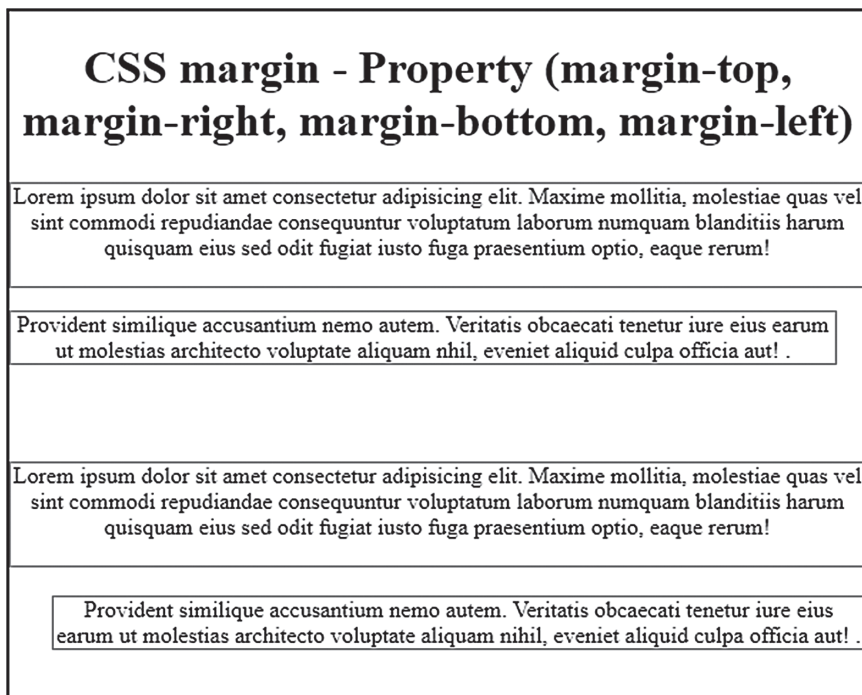 CSS margin - Property (margin-top,
margin-right, margin-bottom, margin-left)
Lorem ipsum dolor sit amet consectetur adipisicing elit. Maxime mollitia, molestiae quas vel
sint commodi repudiandae consequuntur voluptatum laborum numquam blanditiis harum
quisquam eius sed odit fugiat iusto fuga praesentium optio, eaque rerum!
Provident similique accusantium nemo autem. Veritatis obcaecati tenetur iure eius earum
ut molestias architecto voluptate aliquam nhil, eveniet aliquid culpa officia aut! .
Lorem ipsum dolor sit amet consectetur adipisicing elit. Maxime mollitia, molestiae quas vel
sint commodi repudiandae consequuntur voluptatum laborum numquam blanditiis harum
quisquam eius sed odit fugiat iusto fuga praesentium optio, eaque rerum!
Provident similique accusantium nemo autem. Veritatis obcaecati tenetur iure eius
earum ut molestias architecto voluptate aliquam nihil, eveniet aliquid culpa officia aut! .